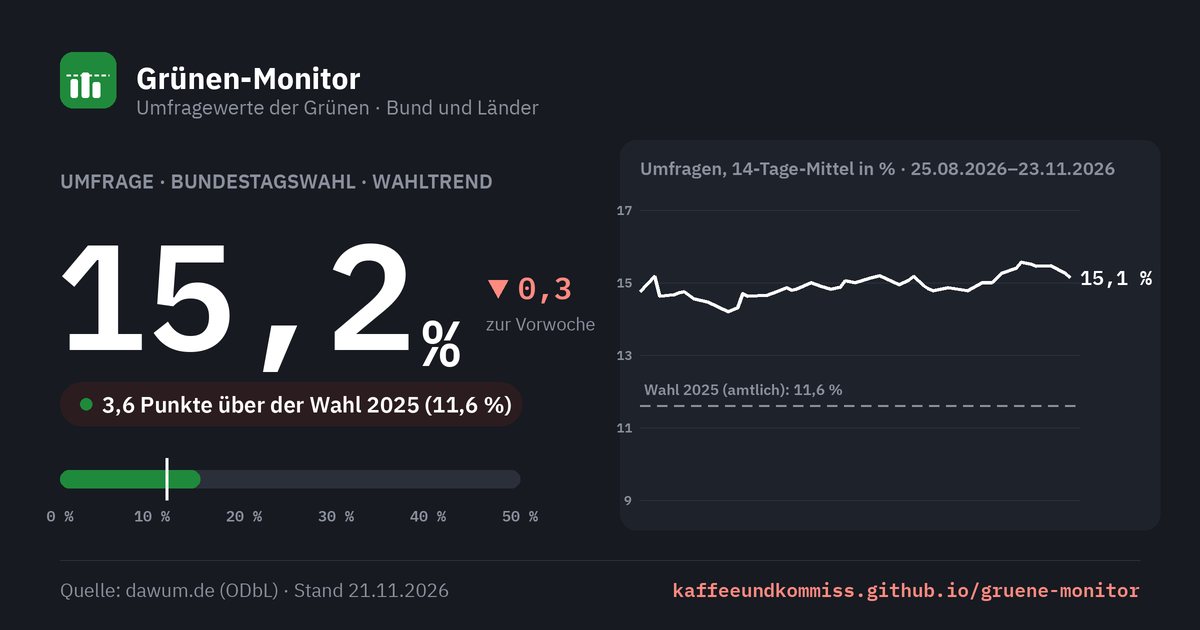 Grünen-Monitor
Umfragewerte der Grünen · Bund und Länder
UMFRAGE · BUNDESTAGSWAHL · WAHLTREND
15,2 %
▼ 0,3
zur Vorwoche
3,6 Punkte über der Wahl 2025 (11,6 %)
0 % 10 % 20 % 30 % 40 % 50 %
Umfragen, 14-Tage-Mittel in % · 25.08.2026–23.11.2026
17
15
15,1 %
13
Wahl 2025 (amtlich): 11,6 %
11
9
Quelle: dawum.de (ODbL) · Stand 21.11.2026
kaffeeundkommiss.github.io/gruene-monitor